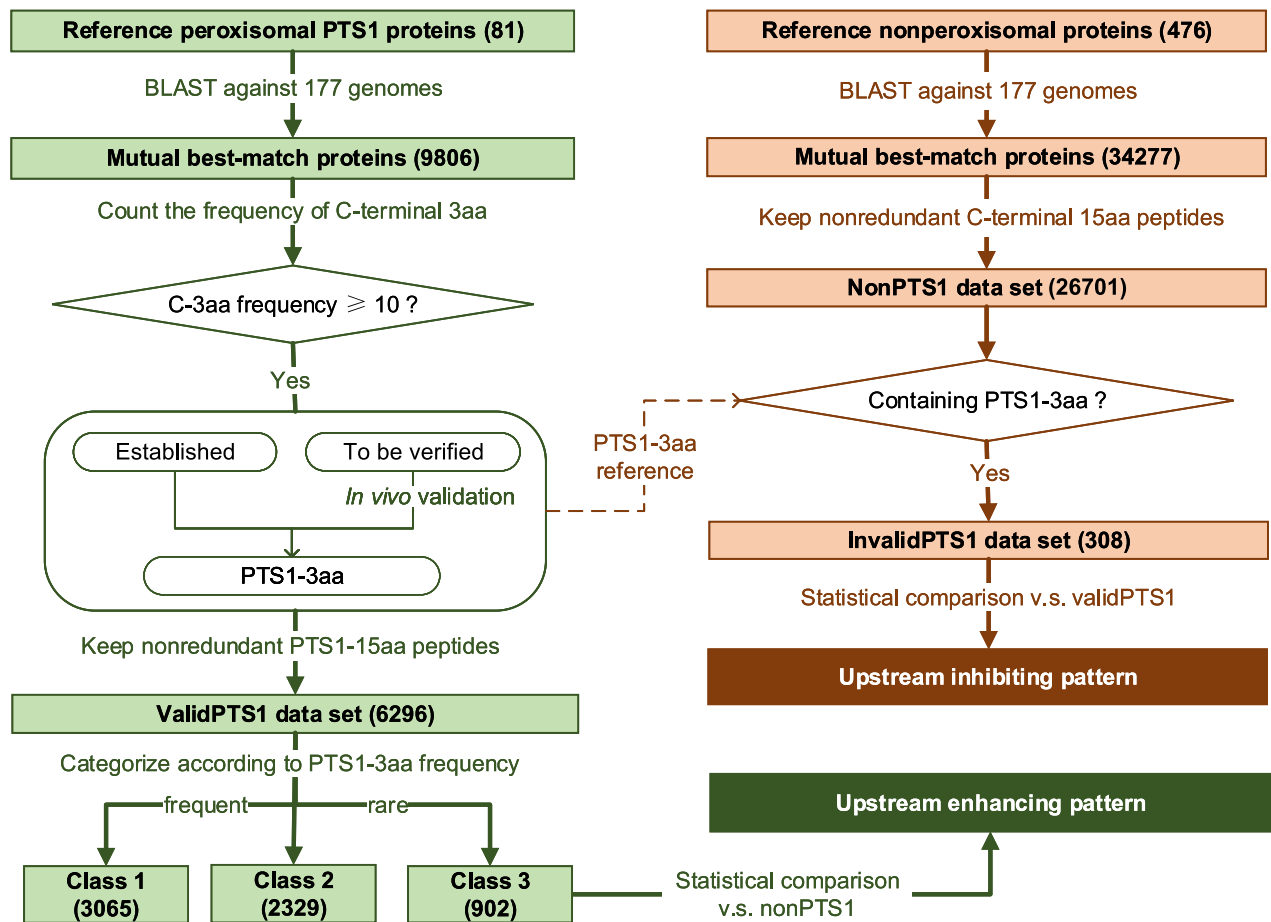 Reference peroxisomal PTS1 proteins (81)
BLAST against 177 genomes
Mutual best-match proteins (9806)
Count the frequency of C-terminal 3aa
C-3aa frequency ⩾ 10 ?
Yes
Established
To be verified
In vivo validation
PTS1-3aa
Keep nonredundant PTS1-15aa peptides
ValidPTS1 data set (6296)
Categorize according to PTS1-3aa frequency
frequent
rare
Class 1
(3065)
Class 2
(2329)
Class 3
(902)
Statistical comparison
v.s. nonPTS1
Reference nonperoxisomal proteins (476)
BLAST against 177 genomes
Mutual best-match proteins (34277)
Keep nonredundant C-terminal 15aa peptides
NonPTS1 data set (26701)
Containing PTS1-3aa ?
PTS1-3aa
reference
Yes
InvalidPTS1 data set (308)
Statistical comparison v.s. validPTS1
Upstream inhibiting pattern
Upstream enhancing pattern